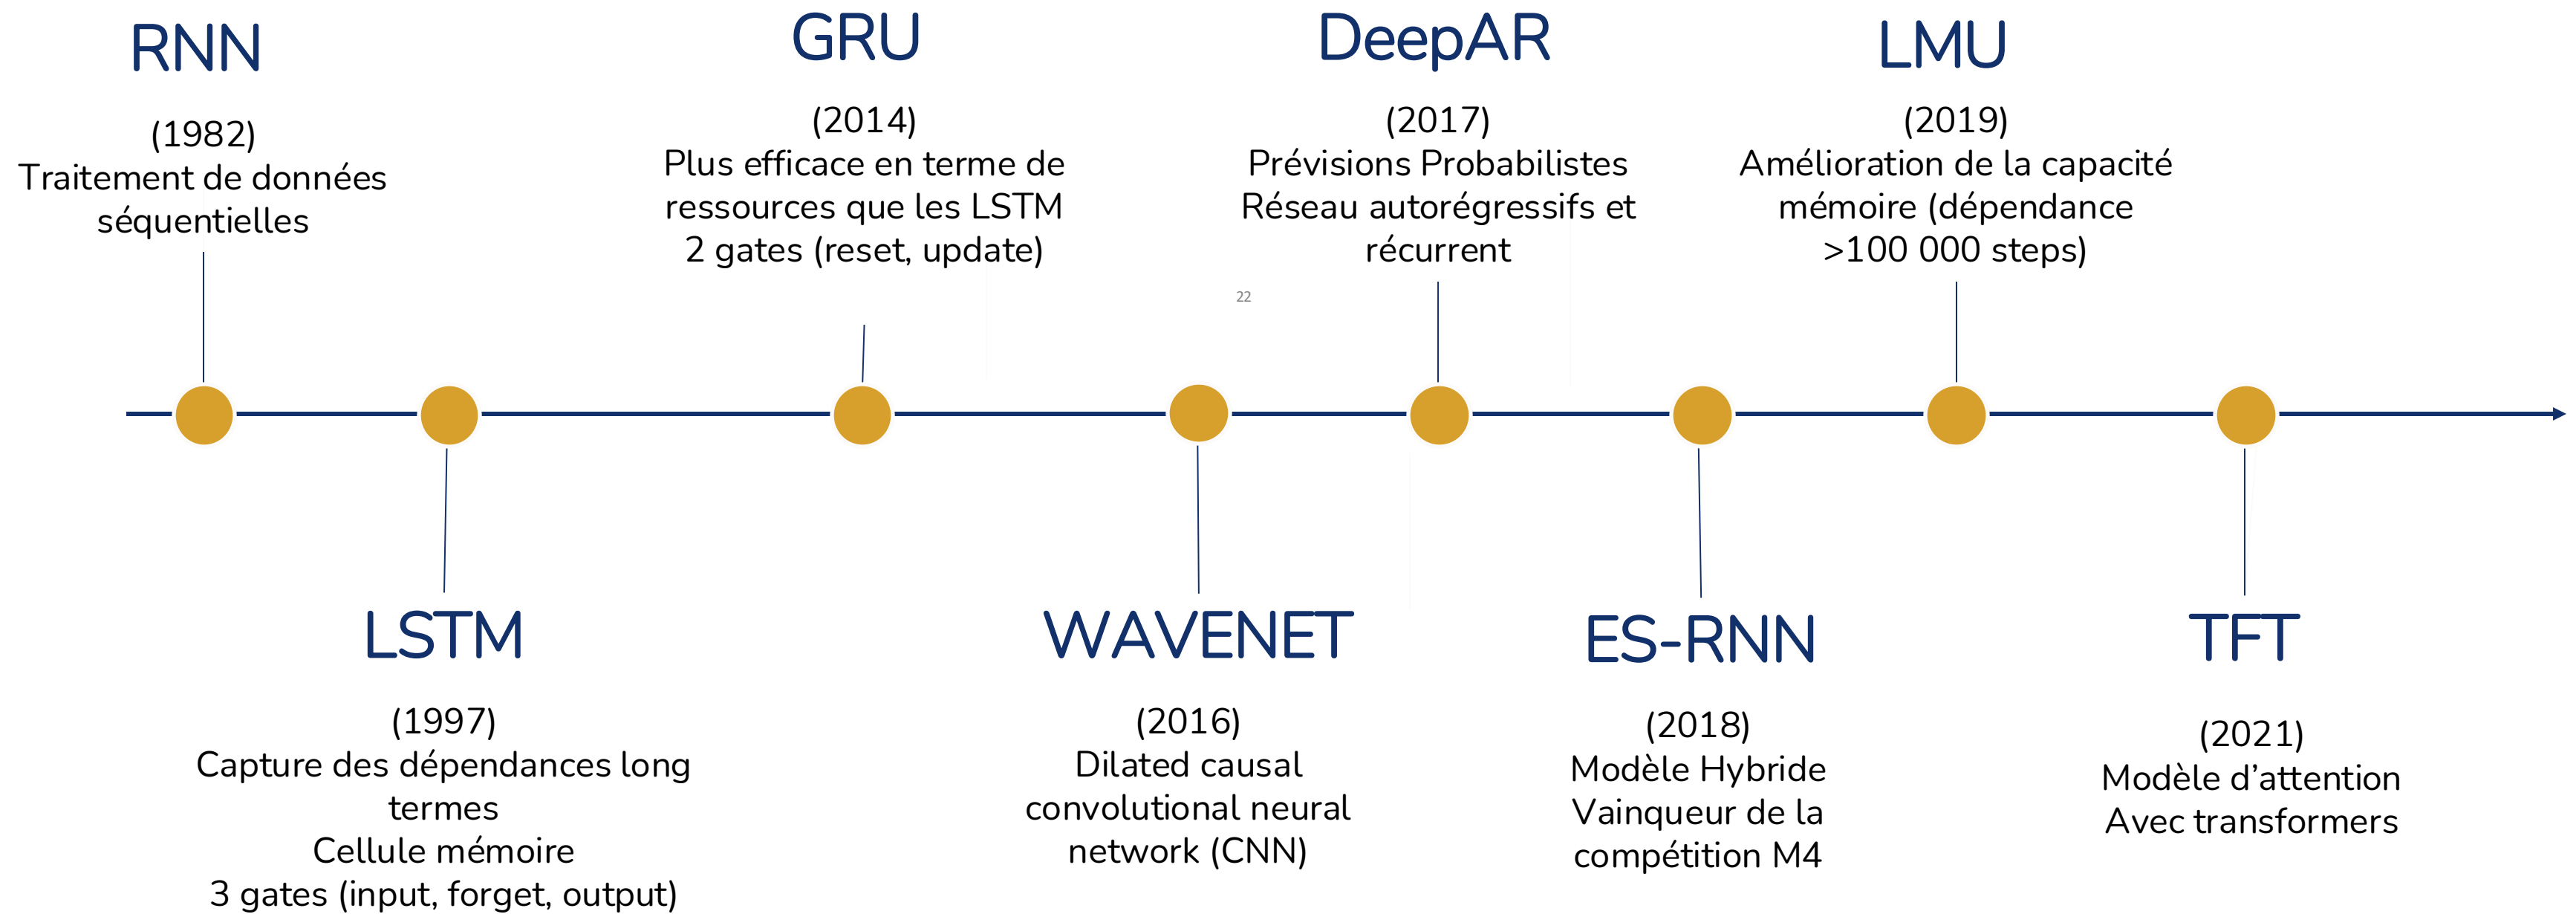 RNN
(1982)
Traitement de données
séquentielles
LSTM
(1997)
Capture des dépendances long
termes
Cellule mémoire
3 gates (input, forget, output)
GRU
(2014)
Plus efficace en terme de
ressources que les LSTM
2 gates (reset, update)
22
WAVENET
(2016)
Dilated causal
convolutional neural
network (CNN)
DeepAR
(2017)
Prévisions Probabilistes
Réseau autorégressifs et
récurrent
ES-RNN
(2018)
Modèle Hybride
Vainqueur de la
compétition M4
LMU
(2019)
Amélioration de la capacité
mémoire (dépendance
>100 000 steps)
TFT
(2021)
Modèle d’attention
Avec transformers